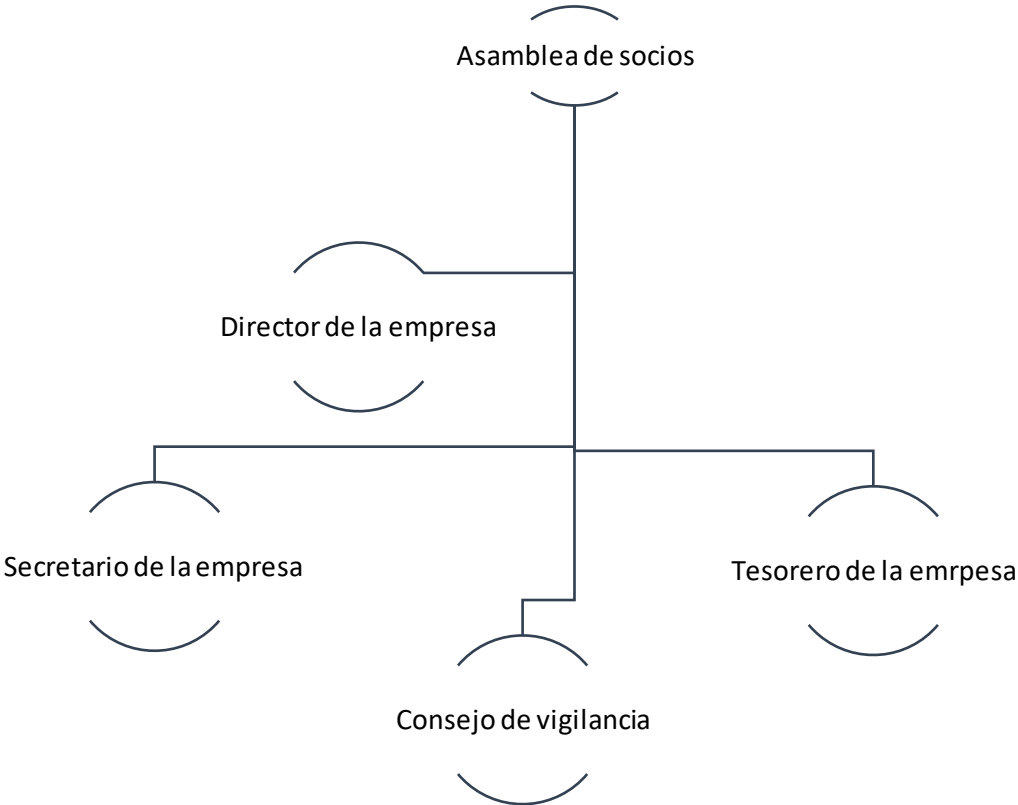 Asamblea de socios
Director de la empresa
Secretario de la empresa
Tesorero de la emrpesa
Consejo de vigilancia